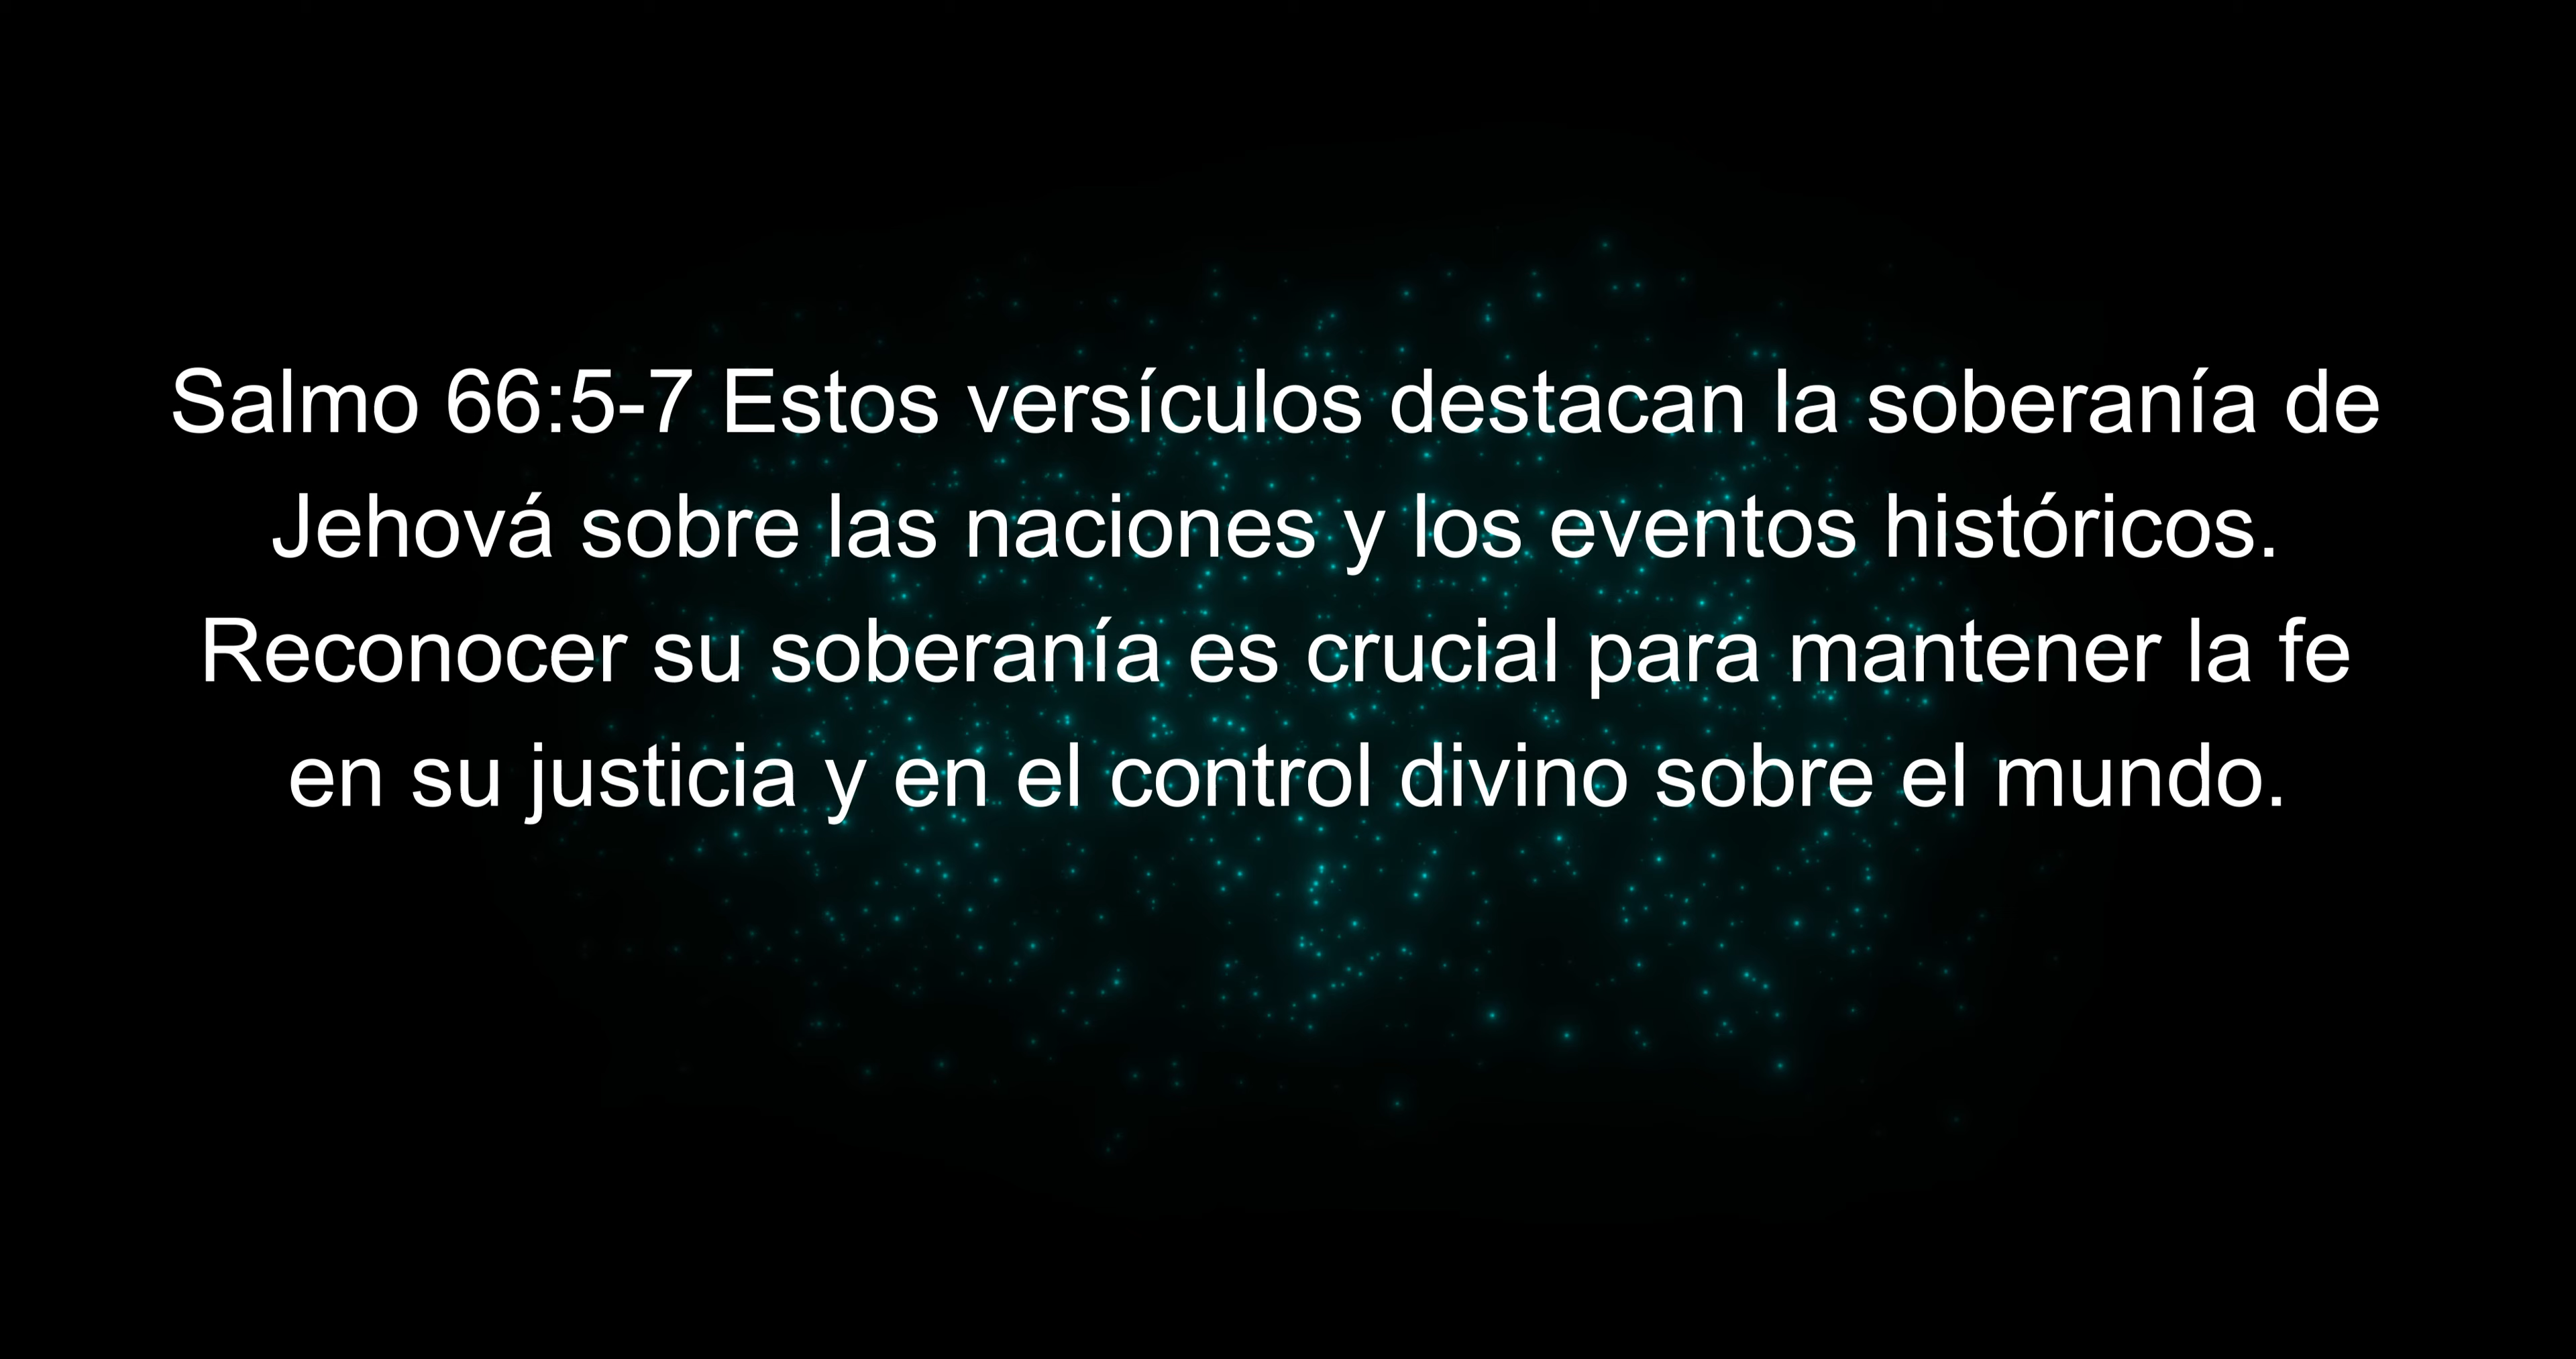 Salmo 66:5-7 Estos versículos destacan la soberanía de
Jehová sobre las naciones y los eventos históricos.
Reconocer su soberanía es crucial para mantener la fe
en su justicia y en el control divino sobre el mundo.